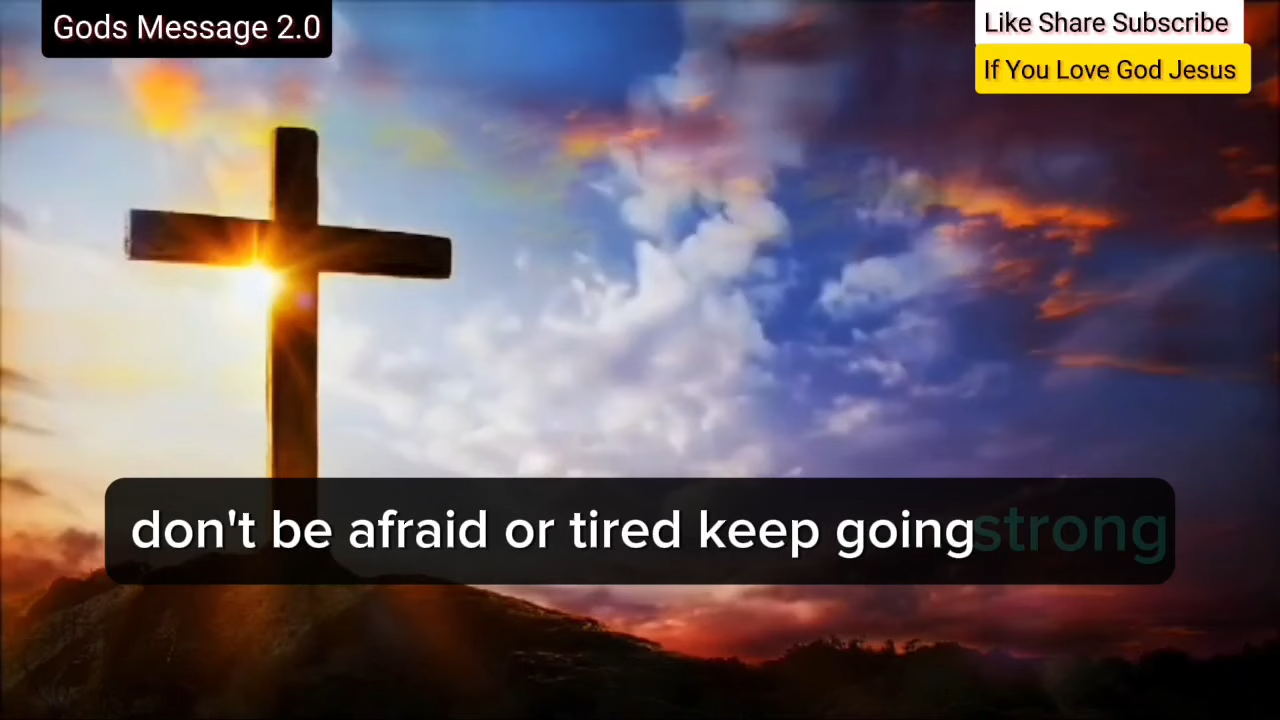 Gods Message 2.0
Like Share Subscribe
If You Love God Jesus
don't be afraid or tired keep going strong